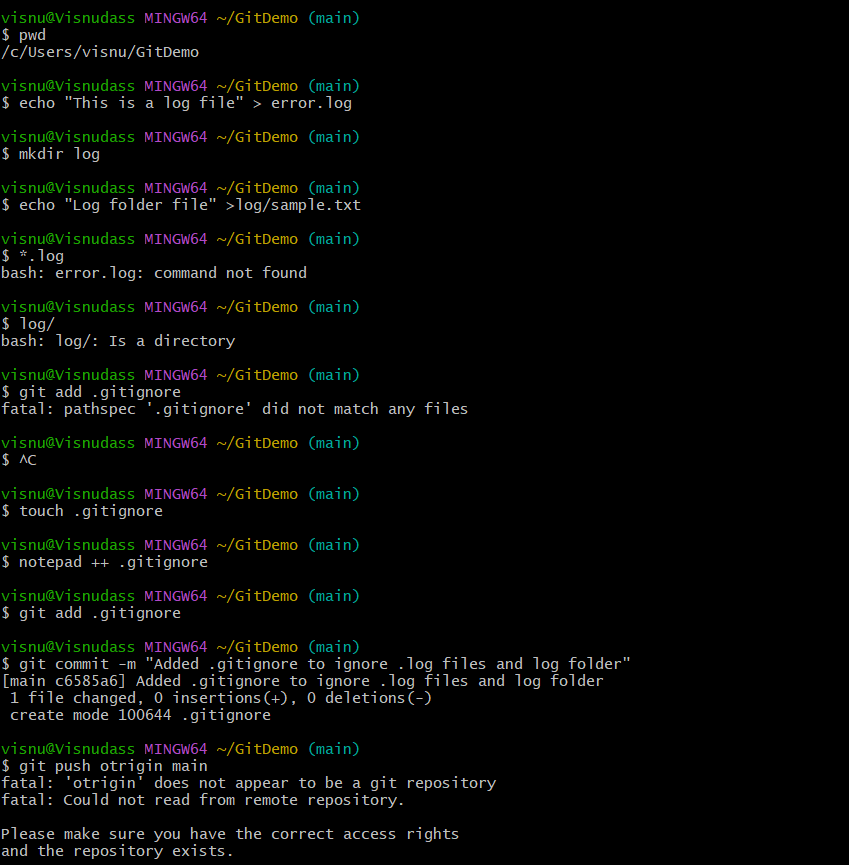 visnu@Visnudass MINGW64 ~/GitDemo (main)
$ pwd
/c/Users/visnu/GitDemo
visnu@Visnudass MINGW64 ~/GitDemo (main)
$ echo "This is a log file" > error.log
visnu@Visnudass MINGW64 ~/GitDemo (main)
$ mkdir log
visnu@Visnudass MINGW64 ~/GitDemo (main)
$ echo "Log folder file" >log/sample.txt
visnu@Visnudass MINGW64 ~/GitDemo (main)
$ *.log
bash: error.log: command not found
visnu@Visnudass MINGW64 ~/GitDemo (main)
$ log/
bash: log/: Is a directory
visnu@Visnudass MINGW64 ~/GitDemo (main)
$ git add .gitignore
fatal: pathspec '.gitignore' did not match any files
visnu@Visnudass MINGW64 ~/GitDemo (main)
$ ^C
visnu@Visnudass MINGW64 ~/GitDemo (main)
$ touch .gitignore
visnu@Visnudass MINGW64 ~/GitDemo (main)
$ notepad ++ .gitignore
visnu@Visnudass MINGW64 ~/GitDemo (main)
$ git add .gitignore
visnu@Visnudass MINGW64 ~/GitDemo (main)
$ git commit -m "Added .gitignore to ignore .log files and log folder"
[main c6585a6] Added .gitignore to ignore .log files and log folder
 1 file changed, 0 insertions(+), 0 deletions(-)
 create mode 100644 .gitignore
visnu@Visnudass MINGW64 ~/GitDemo (main)
$ git push otrigin main
fatal: 'otrigin' does not appear to be a git repository
fatal: Could not read from remote repository.
Please make sure you have the correct access rights
and the repository exists.